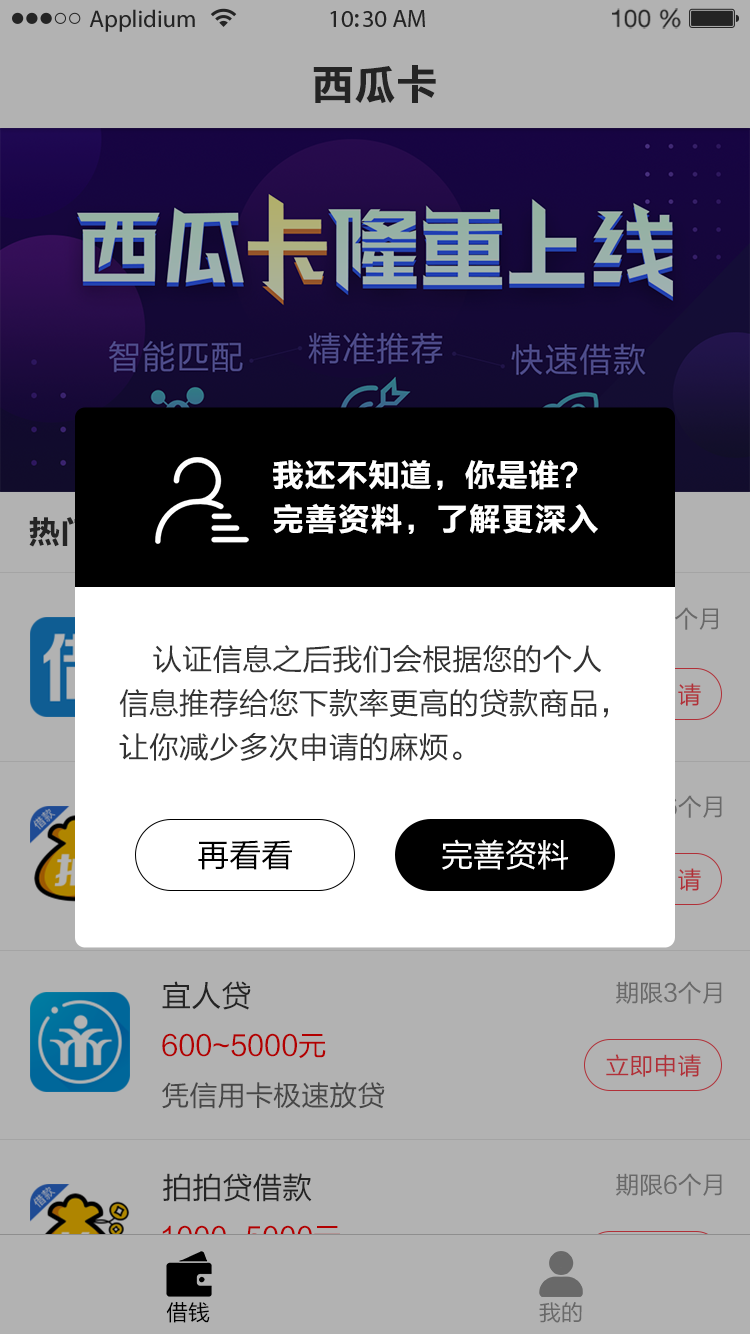 Applidium 10:30 AM 100 %
西瓜卡
西瓜卡隆重上线
智能匹配 精准推荐 快速借款
热门
我还不知道，你是谁？
完善资料，了解更深入
个月
请
认证信息之后我们会根据您的个人
信息推荐给您下款率更高的贷款商品，
让你减少多次申请的麻烦。
借款
个月
请
再看看 完善资料
宜人贷 期限3个月
600~5000元 立即申请
凭信用卡极速放贷
借款
拍拍贷借款 期限6个月
1000~5000元
借钱 我的